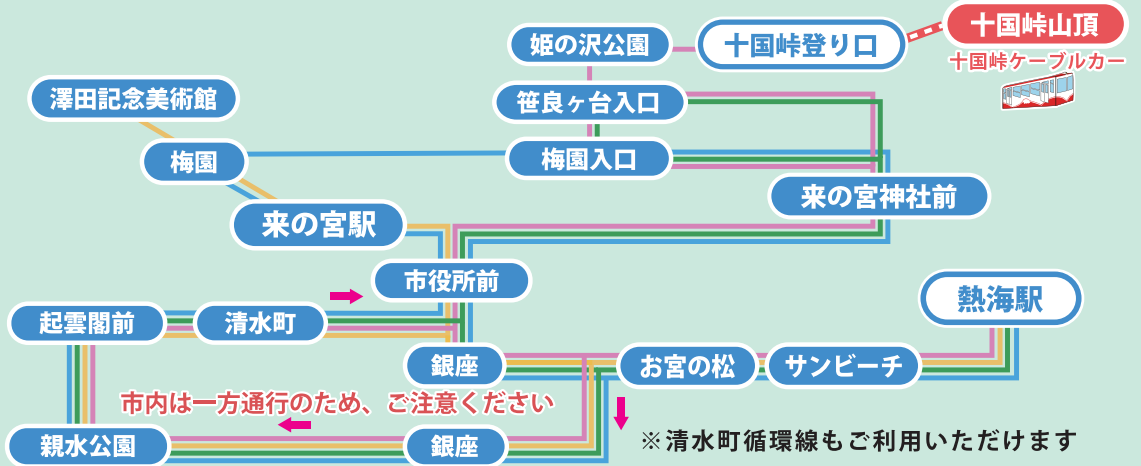 十国峠山頂
姫の沢公園
十国峠登り口
十国峠ケーブルカー
澤田記念美術館
笹良ヶ台入口
梅園
梅園入口
来の宮神社前
来の宮駅
市役所前
熱海駅
起雲閣前
清水町
銀座
お宮の松
サンビーチ
市内は一方通行のため、ご注意ください
親水公園
銀座
※清水町循環線もご利用いただけます